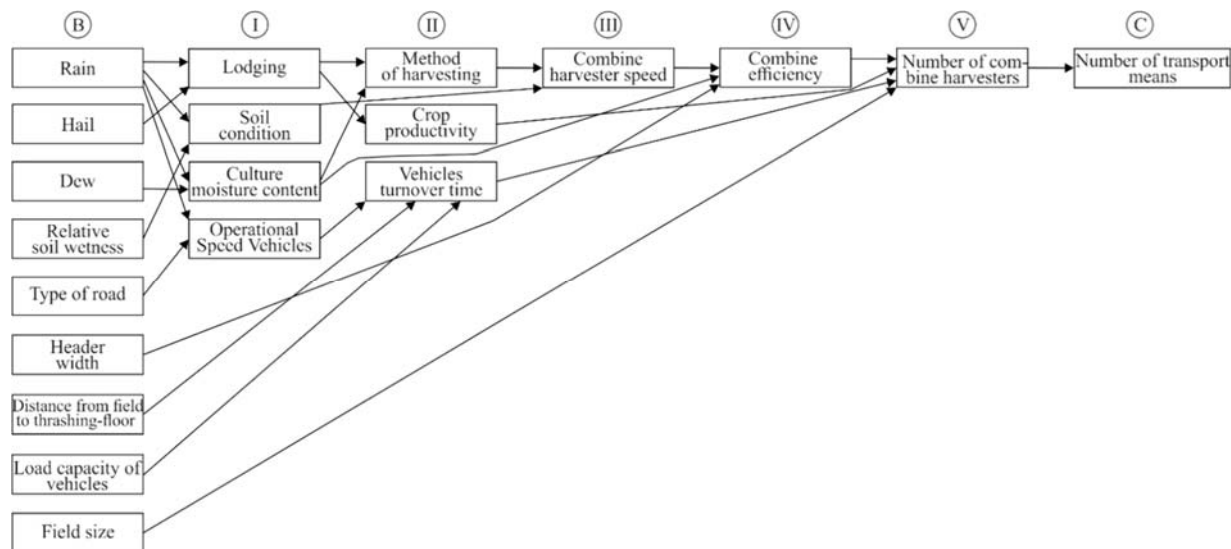 B
I
II
III
IV
V
C
Rain
Hail
Dew
Relative
soil wetness
Type of road
Header
width
Distance from field
to thrashing-floor
Load capacity of
vehicles
Field size
Lodging
Soil
condition
Culture
moisture content
Operational
Speed Vehicles
Method
of harvesting
Crop
productivity
Vehicles
turnover time
Combine
harvester speed
Combine
efficiency
Number of com-
bine harvesters
Number of transport
means